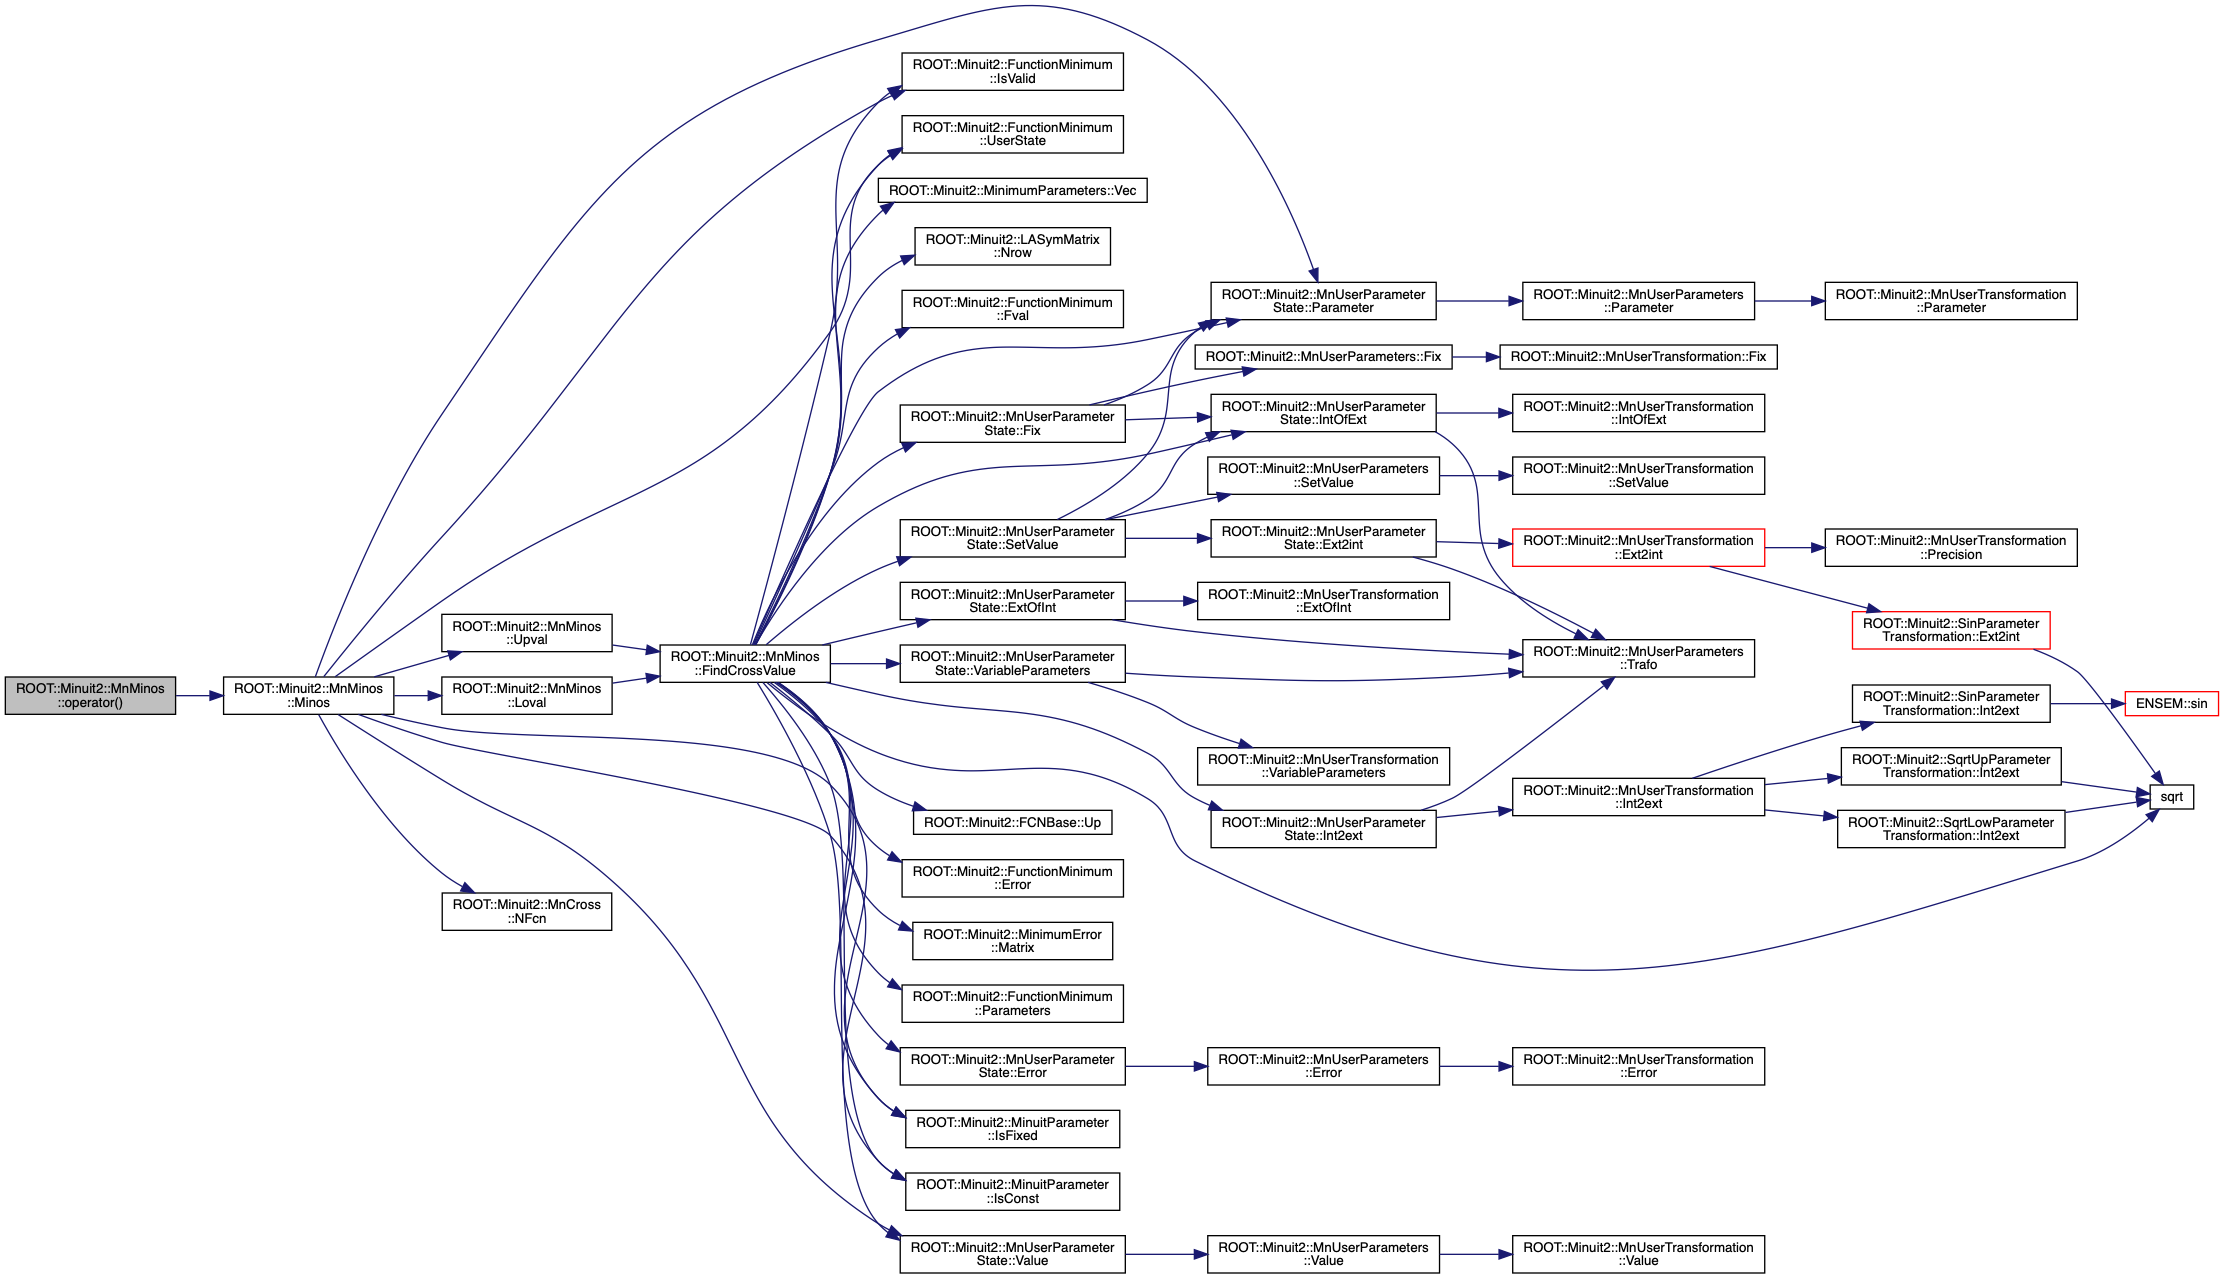 ROOT::Minuit2::MnMinos
::operator()
ROOT::Minuit2::MnMinos
::Minos
ROOT::Minuit2::MnMinos
::Upval
ROOT::Minuit2::MnMinos
::Loval
ROOT::Minuit2::MnCross
::NFcn
ROOT::Minuit2::MnMinos
::FindCrossValue
ROOT::Minuit2::FunctionMinimum
::IsValid
ROOT::Minuit2::FunctionMinimum
::UserState
ROOT::Minuit2::MinimumParameters::Vec
ROOT::Minuit2::LASymMatrix
::Nrow
ROOT::Minuit2::FunctionMinimum
::Fval
ROOT::Minuit2::MnUserParameter
State::Fix
ROOT::Minuit2::MnUserParameter
State::SetValue
ROOT::Minuit2::MnUserParameter
State::ExtOfInt
ROOT::Minuit2::MnUserParameter
State::VariableParameters
ROOT::Minuit2::FCNBase::Up
ROOT::Minuit2::FunctionMinimum
::Error
ROOT::Minuit2::MinimumError
::Matrix
ROOT::Minuit2::FunctionMinimum
::Parameters
ROOT::Minuit2::MnUserParameter
State::Error
ROOT::Minuit2::MinuitParameter
::IsFixed
ROOT::Minuit2::MinuitParameter
::IsConst
ROOT::Minuit2::MnUserParameter
State::Value
ROOT::Minuit2::MnUserParameter
State::Parameter
ROOT::Minuit2::MnUserParameters::Fix
ROOT::Minuit2::MnUserParameter
State::IntOfExt
ROOT::Minuit2::MnUserParameters
::SetValue
ROOT::Minuit2::MnUserParameter
State::Ext2int
ROOT::Minuit2::MnUserTransformation
::ExtOfInt
ROOT::Minuit2::MnUserTransformation
::VariableParameters
ROOT::Minuit2::MnUserParameter
State::Int2ext
ROOT::Minuit2::MnUserParameters
::Error
ROOT::Minuit2::MnUserParameters
::Value
ROOT::Minuit2::MnUserParameters
::Parameter
ROOT::Minuit2::MnUserTransformation::Fix
ROOT::Minuit2::MnUserTransformation
::IntOfExt
ROOT::Minuit2::MnUserTransformation
::SetValue
ROOT::Minuit2::MnUserTransformation
::Ext2int
ROOT::Minuit2::MnUserParameters
::Trafo
ROOT::Minuit2::MnUserTransformation
::Int2ext
ROOT::Minuit2::MnUserTransformation
::Error
ROOT::Minuit2::MnUserTransformation
::Value
ROOT::Minuit2::MnUserTransformation
::Parameter
ROOT::Minuit2::MnUserTransformation
::Precision
ROOT::Minuit2::SinParameter
Transformation::Ext2int
ROOT::Minuit2::SinParameter
Transformation::Int2ext
ROOT::Minuit2::SqrtUpParameter
Transformation::Int2ext
ROOT::Minuit2::SqrtLowParameter
Transformation::Int2ext
ENSEM::sin
sqrt